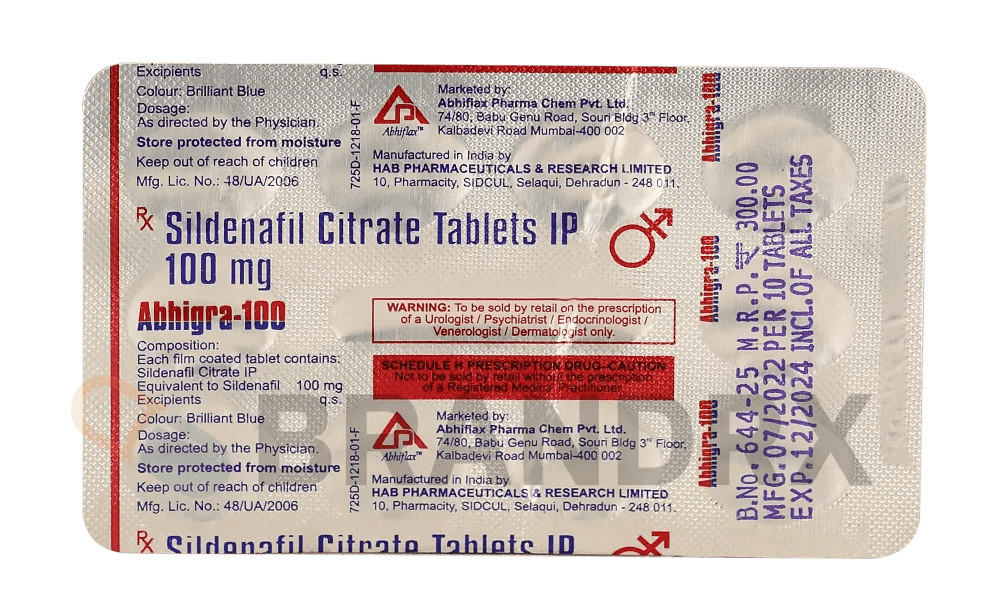 Excipients q.s.
Colour: Brilliant Blue
Dosage:
As directed by the Physician.
Store protected from moisture
Keep out of reach of children
Mfg. Lic. No.: 48/UA/2006
725D-1218-01-F
Abhiflax™
Marketed by:
Abhiflax Pharma Chem Pvt. Ltd.
74/80, Babu Genu Road, Souri Bldg 3rd Floor,
Kalbadevi Road Mumbai-400 002
Manufactured in India by
HAB PHARMACEUTICALS & RESEARCH LIMITED
10, Pharmacity, SIDCUL, Selaqui, Dehradun - 248 011.
Rx Sildenafil Citrate Tablets IP
100 mg
Abhigra-100
Composition:
Each film coated tablet contains:
Sildenafil Citrate IP
Equivalent to Sildenafil 100 mg
Excipients q.s.
Colour: Brilliant Blue
Dosage:
As directed by the Physician.
Store protected from moisture
Keep out of reach of children
Mfg. Lic. No.: 48/UA/2006
725D-1218-01-F
WARNING: To be sold by retail on the prescription
of a Urologist / Psychiatrist / Endocrinologist /
Venerologist / Dermatologist only.
SCHEDULE H PRESCRIPTION DRUG-CAUTION
Not to be sold by retail without the prescription
of a Registered Medical Practitioner.
Abhiflax™
Marketed by:
Abhiflax Pharma Chem Pvt. Ltd.
74/80, Babu Genu Road, Souri Bldg 3rd Floor,
Kalbadevi Road Mumbai-400 002
Manufactured in India by
HAB PHARMACEUTICALS & RESEARCH LIMITED
10, Pharmacity, SIDCUL, Selaqui, Dehradun - 248 011.
Rx Sildenafil Citrate Tablets IP
Abhigra-100
Abhigra-100
Abhigra-100
B.No. 644-25 M.R.P. ₹ 300.00
MFG.07/2022 PER 10 TABLETS
EXP.12/2024 INCL.OF ALL TAXES
BRANDRX